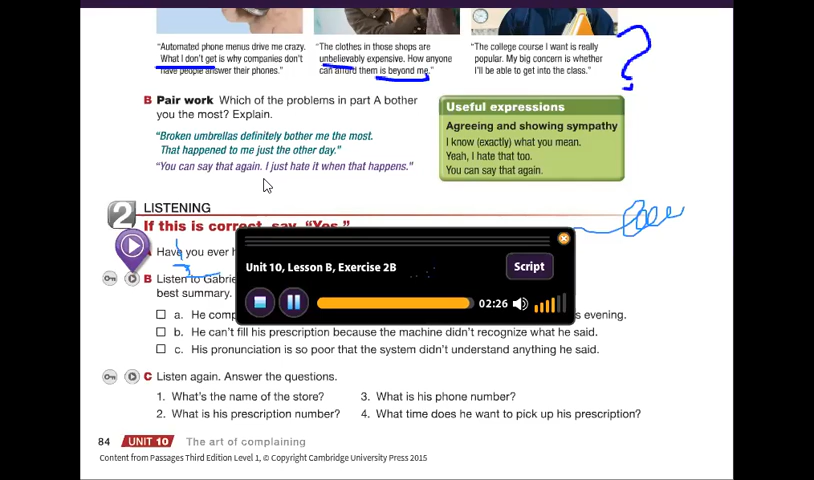 "Automated phone menus drive me crazy.
What I don't get is why companies don't
have people answer their phones."
"The clothes in those shops are
unbelievably expensive. How anyone
can afford them is beyond me."
"The college course I want is really
popular. My big concern is whether
I'll be able to get into the class."
?
B Pair work Which of the problems in part A bother
you the most? Explain.
"Broken umbrellas definitely bother me the most.
That happened to me just the other day."
"You can say that again. I just hate it when that happens."
Useful expressions
Agreeing and showing sympathy
I know (exactly) what you mean.
Yeah, I hate that too.
You can say that again.
2 LISTENING
If this is correct, say, "Yes."
A Have you ever
B Listen to Gabrie
best summary.
Unit 10, Lesson B, Exercise 2B
Script
02:26
a. He comp
s evening.
b. He can't fill his prescription because the machine didn't recognize what he said.
c. His pronunciation is so poor that the system didn't understand anything he said.
C Listen again. Answer the questions.
1. What's the name of the store?
2. What is his prescription number?
3. What is his phone number?
4. What time does he want to pick up his prescription?
84 UNIT 10 The art of complaining
Content from Passages Third Edition Level 1, © Copyright Cambridge University Press 2015